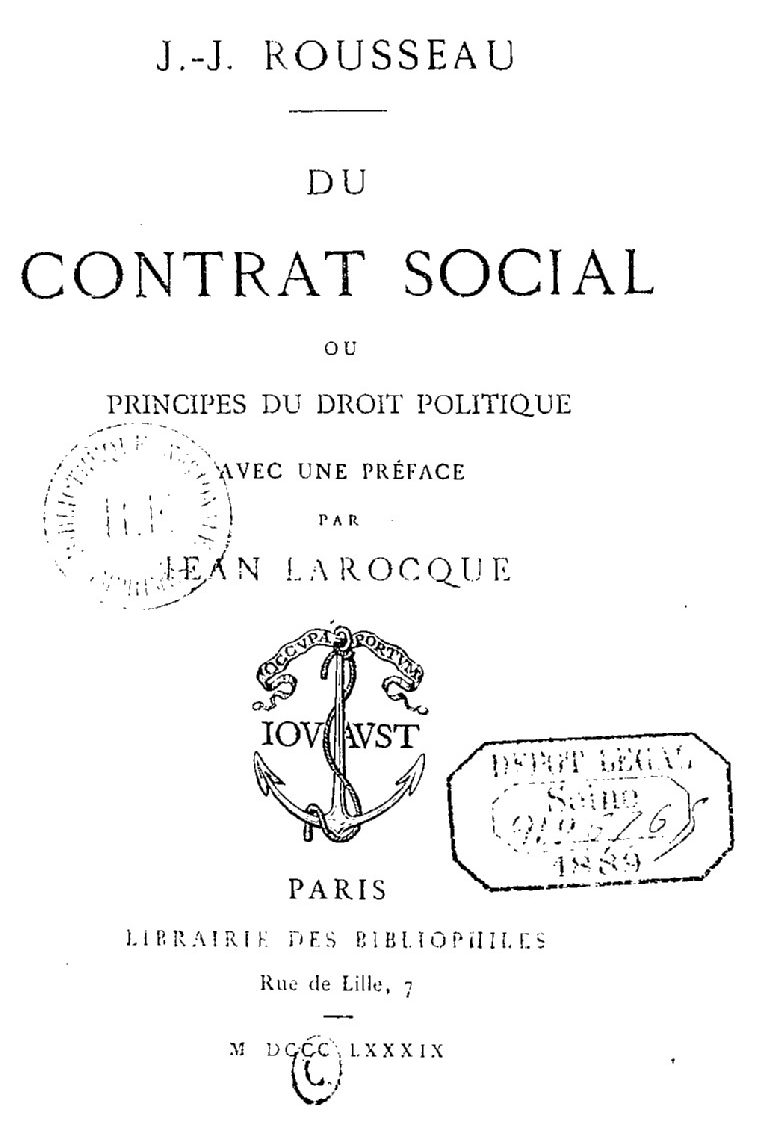 J.-J. ROUSSEAU
DU
CONTRAT SOCIAL
OU
PRINCIPES DU DROIT POLITIQUE
AVEC UNE PRÉFACE
PAR
JEAN LAROCQUE
OCCVPA PORTVM
IOVAVST
DEPOT LEGAL
Seine
1889
PARIS
LIBRAIRIE DES BIBLIOPHILES
Rue de Lille, 7
M DCCC LXXXIX
C